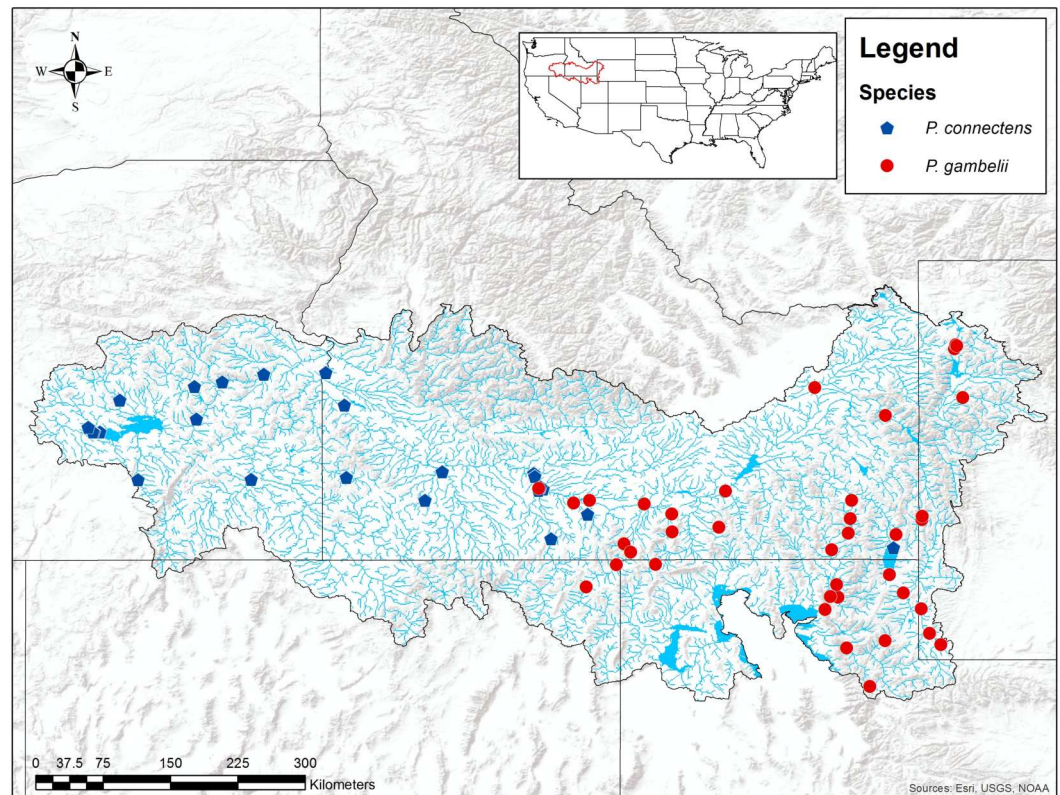 N
W E
S
Legend
Species
P. connectens
P. gambelii
0 37.5 75 150 225 300
Kilometers
Sources: Esri, USGS, NOAA